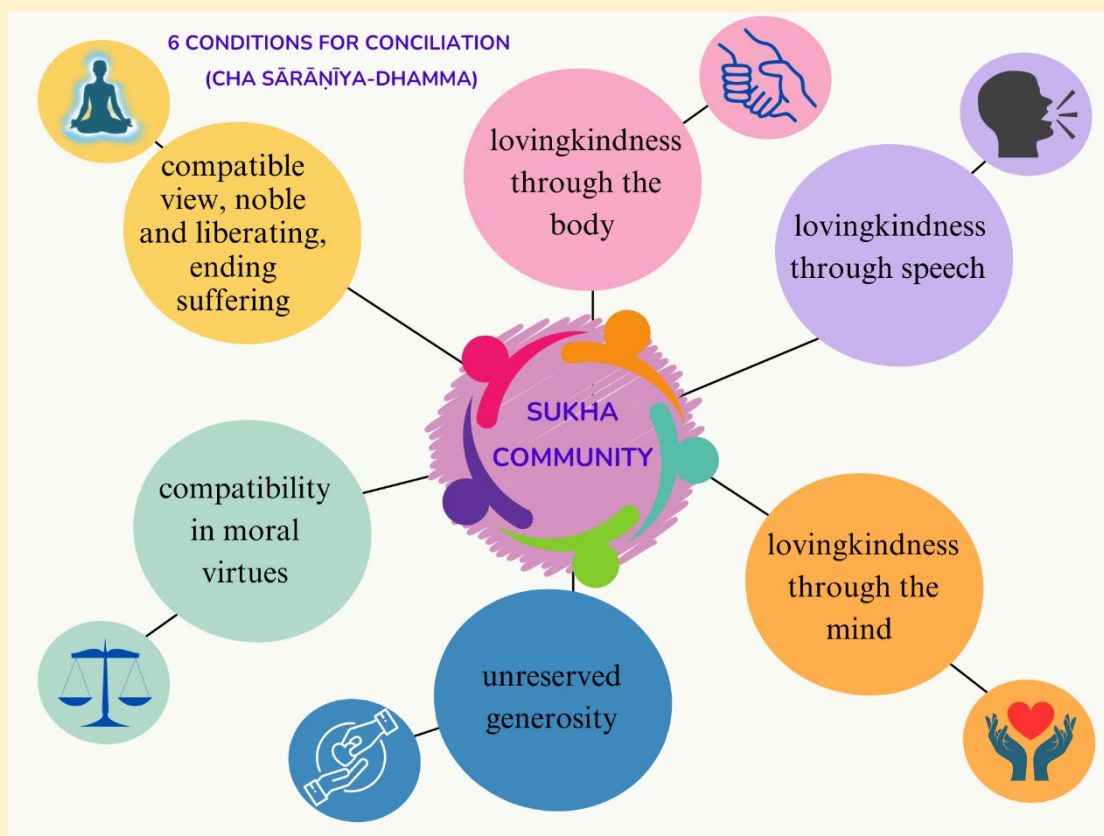 6 CONDITIONS FOR CONCILIATION
(CHA SĀRĀṆĪYA-DHAMMA)
lovingkindness
through the
body
lovingkindness
through speech
lovingkindness
through the
mind
unreserved
generosity
compatibility
in moral
virtues
compatible
view, noble
and liberating,
ending
suffering
SUKHA
COMMUNITY